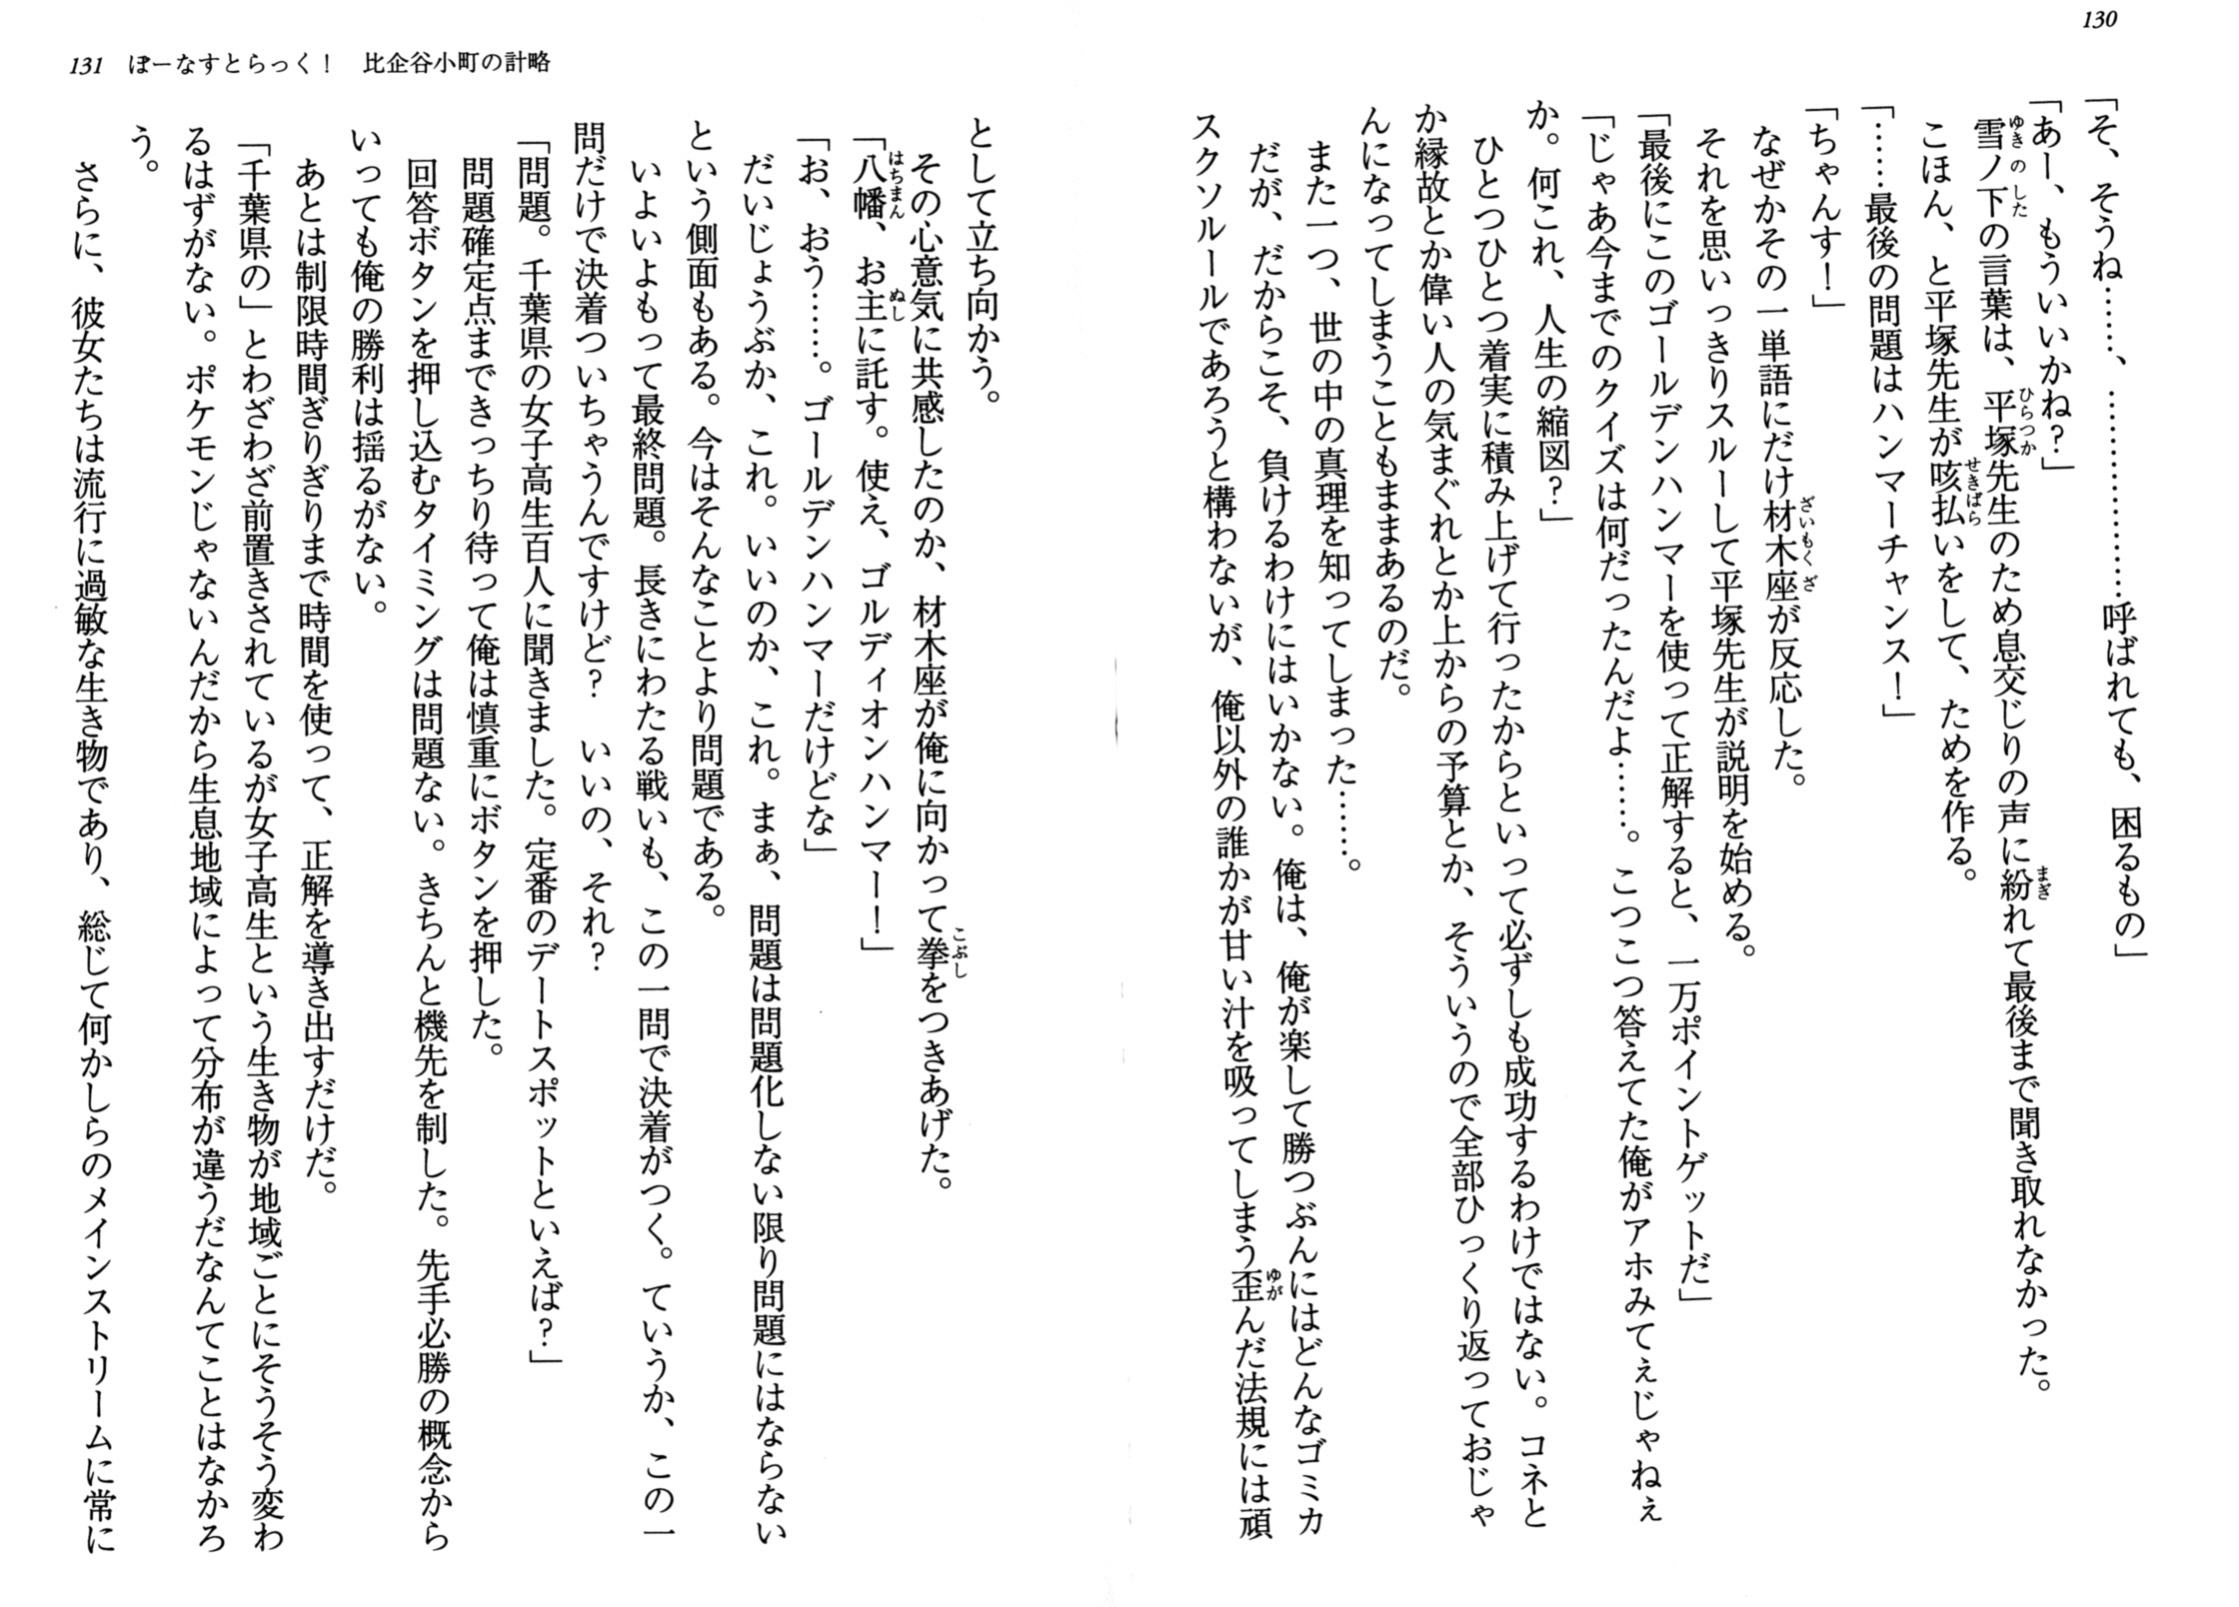 130
「そ、そうね……、………………呼ばれても、困るもの」
「あー、もういいかね？」
雪ノ下の言葉は、平塚先生のため息交じりの声に紛れて最後まで聞き取れなかった。
こほん、と平塚先生が咳払いをして、ためを作る。
「……最後の問題はハンマーチャンス！」
「ちゃんす！」
なぜかその一単語にだけ材木座が反応した。
それを思いっきりスルーして平塚先生が説明を始める。
「最後にこのゴールデンハンマーを使って正解すると、一万ポイントゲットだ」
「じゃあ今までのクイズは何だったんだよ……。こつこつ答えてた俺がアホみてぇじゃねぇ
か。何これ、人生の縮図？」
ひとつひとつ着実に積み上げて行ったからといって必ずしも成功するわけではない。コネと
か縁故とか偉い人の気まぐれとか上からの予算とか、そういうので全部ひっくり返っておじゃ
んになってしまうこともままあるのだ。
また一つ、世の中の真理を知ってしまった……。
だが、だからこそ、負けるわけにはいかない。俺は、俺が楽して勝つぶんにはどんなゴミカ
スクソルールであろうと構わないが、俺以外の誰かが甘い汁を吸ってしまう歪んだ法規には頑
131 ぼーなすとらっく！　比企谷小町の計略
として立ち向かう。
その心意気に共感したのか、材木座が俺に向かって拳をつきあげた。
「八幡、お主に託す。使え、ゴルディオンハンマー！」
「お、おう……。ゴールデンハンマーだけどな」
だいじょうぶか、これ。いいのか、これ。まぁ、問題は問題化しない限り問題にはならない
という側面もある。今はそんなことより問題である。
いよいよもって最終問題。長きにわたる戦いも、この一問で決着がつく。ていうか、この一
問だけで決着ついちゃうんですけど？　いいの、それ？
「問題。千葉県の女子高生百人に聞きました。定番のデートスポットといえば？」
問題確定点まできっちり待って俺は慎重にボタンを押した。
回答ボタンを押し込むタイミングは問題ない。きちんと機先を制した。先手必勝の概念から
いっても俺の勝利は揺るがない。
あとは制限時間ぎりぎりまで時間を使って、正解を導き出すだけだ。
「千葉県の」とわざわざ前置きされているが女子高生という生き物が地域ごとにそうそう変わ
るはずがない。ポケモンじゃないんだから生息地域によって分布が違うだなんてことはなかろ
う。
さらに、彼女たちは流行に過敏な生き物であり、総じて何かしらのメインストリームに常に